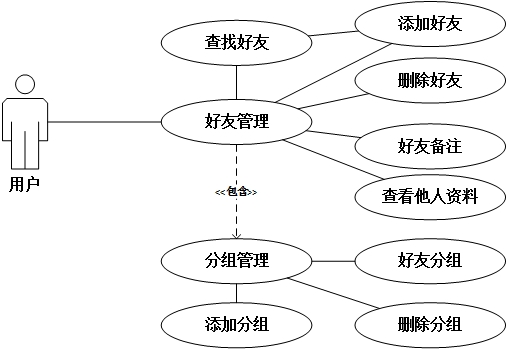 查找好友
添加好友
删除好友
好友管理
好友备注
用户
查看他人资料
<<包含>>
分组管理
好友分组
添加分组
删除分组